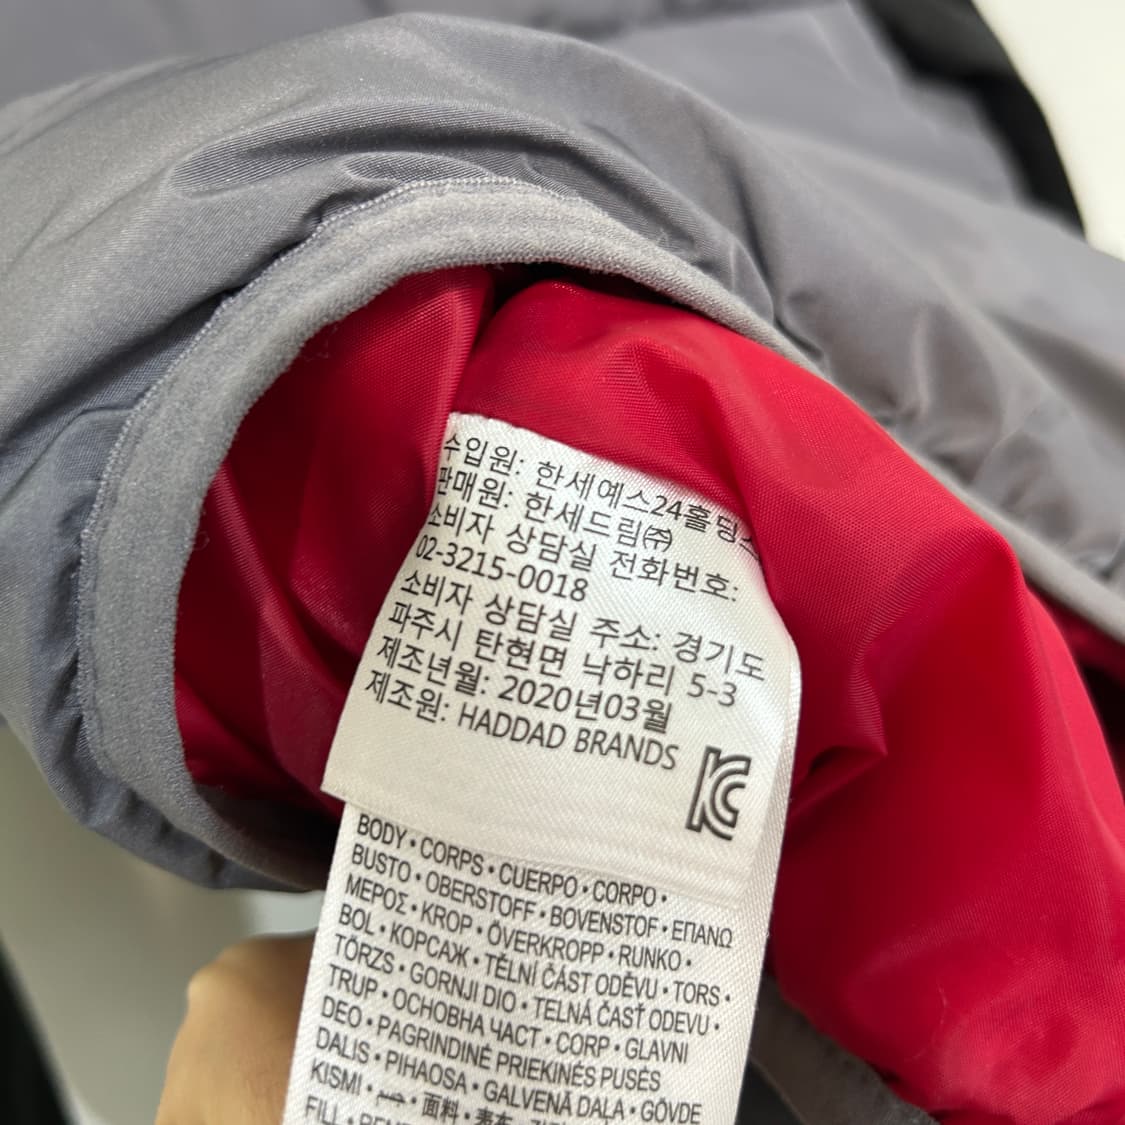 수입원: 한세예스24홀딩스
판매원: 한세드림㈜
소비자 상담실 전화번호:
02-3215-0018
소비자 상담실 주소: 경기도
파주시 탄현면 낙하리 5-3
제조년월: 2020년03월
제조원: HADDAD BRANDS
BODY • CORPS • CUERPO • CORPO •
BUSTO • OBERSTOFF • BOVENSTOF • ΕΠΑΝΩ
ΜΕΡΟΣ • KROP • ÖVERKROPP • RUNKO •
BOL • КОРСАЖ • TĚLNÍ ČÁST ODĚVU • TORS •
TÖRZS • GORNJI DIO • TELNÁ ČASŤ ODEVU •
TRUP • ОСНОВНА ЧАСТ • CORP • GLAVNI
DEO • PAGRINDINĖ PRIEKINĖS PUSĖS
DALIS • PIHAOSA • GALVENĀ DAĻA • GÖVDE
KISMI • 面料 • 表布 •
FILL •